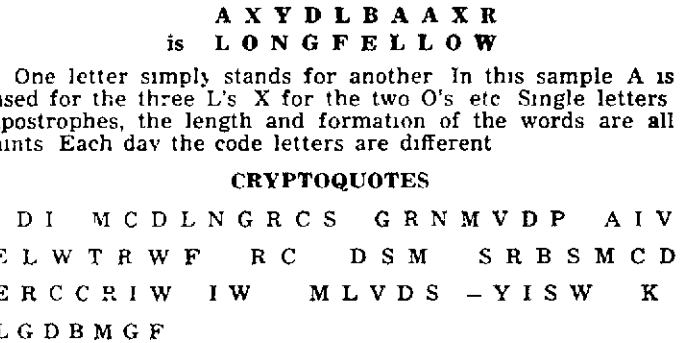 A X Y D L B A A X R
is L O N G F E L L O W
One letter simply stands for another In this sample A is
used for the three L's X for the two O's etc Single letters
apostrophes, the length and formation of the words are all
hints Each day the code letters are different
CRYPTOQUOTES
D I M C D L N G R C S G R N M V D P A I V
L W T R W F R C D S M S R B S M C D
R C C R I W I W M L V D S – Y I S W K
L G D B M G F